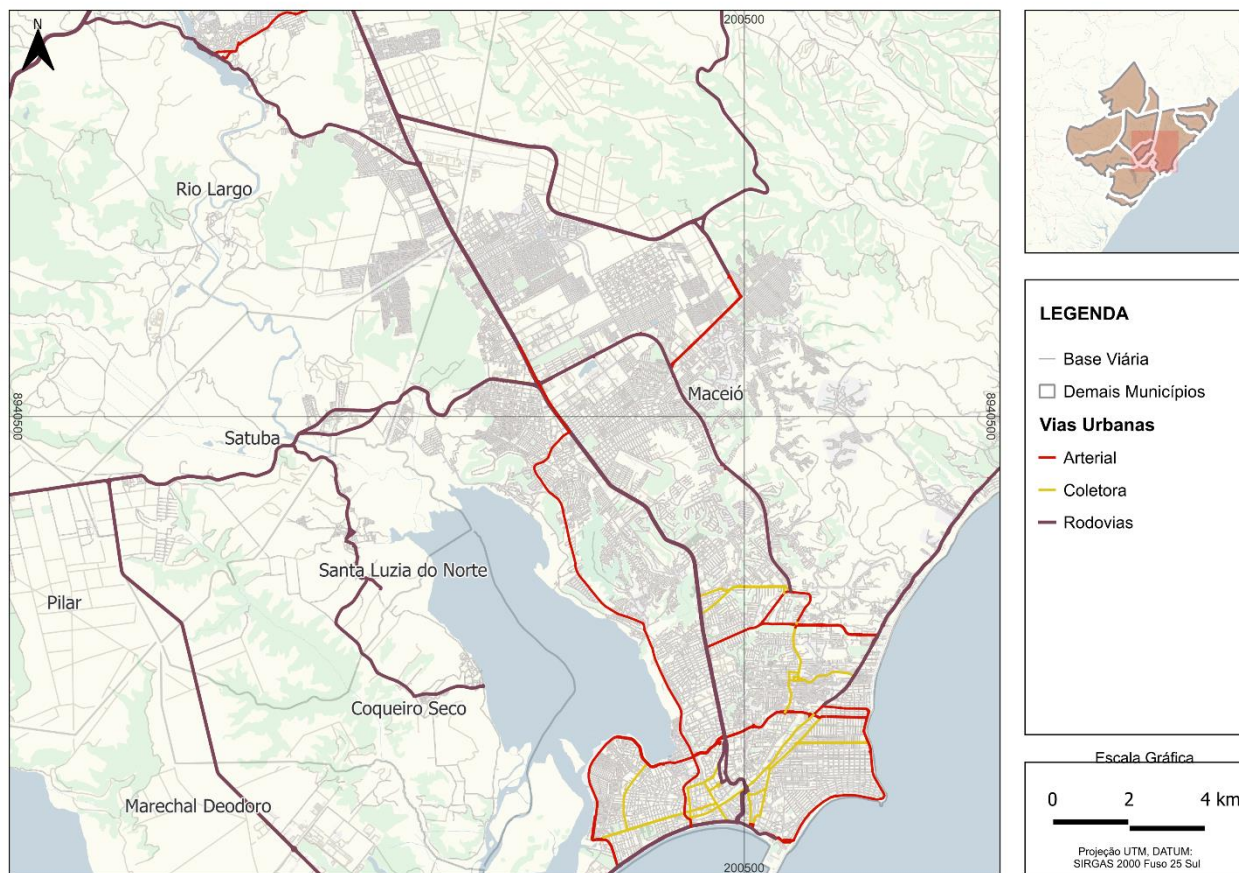 N
200500
Rio Largo
Maceió
8940500
8940500
Satuba
Santa Luzia do Norte
Pilar
Coqueiro Seco
Marechal Deodoro
200500
LEGENDA
Base Viária
Demais Municípios
Vias Urbanas
Arterial
Coletora
Rodovias
Escala Gráfica
0 2 4 km
Projeção UTM, DATUM:
SIRGAS 2000 Fuso 25 Sul